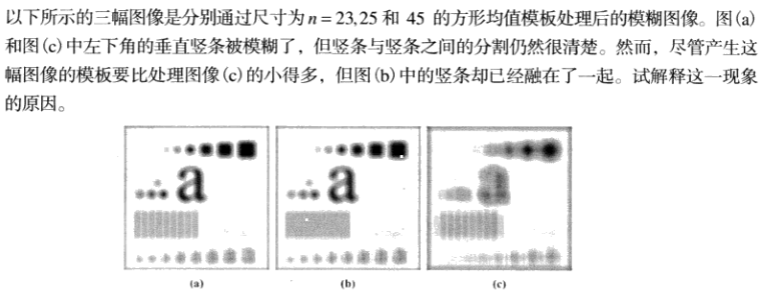 以下所示的三幅图像是分别通过尺寸为 n = 23,25 和 45 的方形均值模板处理后的模糊图像。图(a)
和图(c)中左下角的垂直竖条被模糊了，但竖条与竖条之间的分割仍然很清楚。然而，尽管产生这
幅图像的模板要比处理图像(c)的小得多，但图(b)中的竖条却已经融在了一起。试解释这一现象
的原因。
a a a
(a) (b) (c)